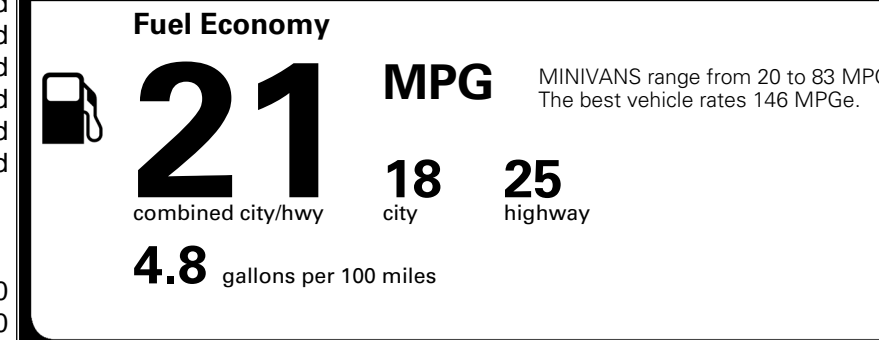 Fuel Economy
21
MPG
MINIVANS range from 20 to 83 MPG
The best vehicle rates 146 MPGe.
18
25
combined city/hwy
city
highway
4.8 gallons per 100 miles